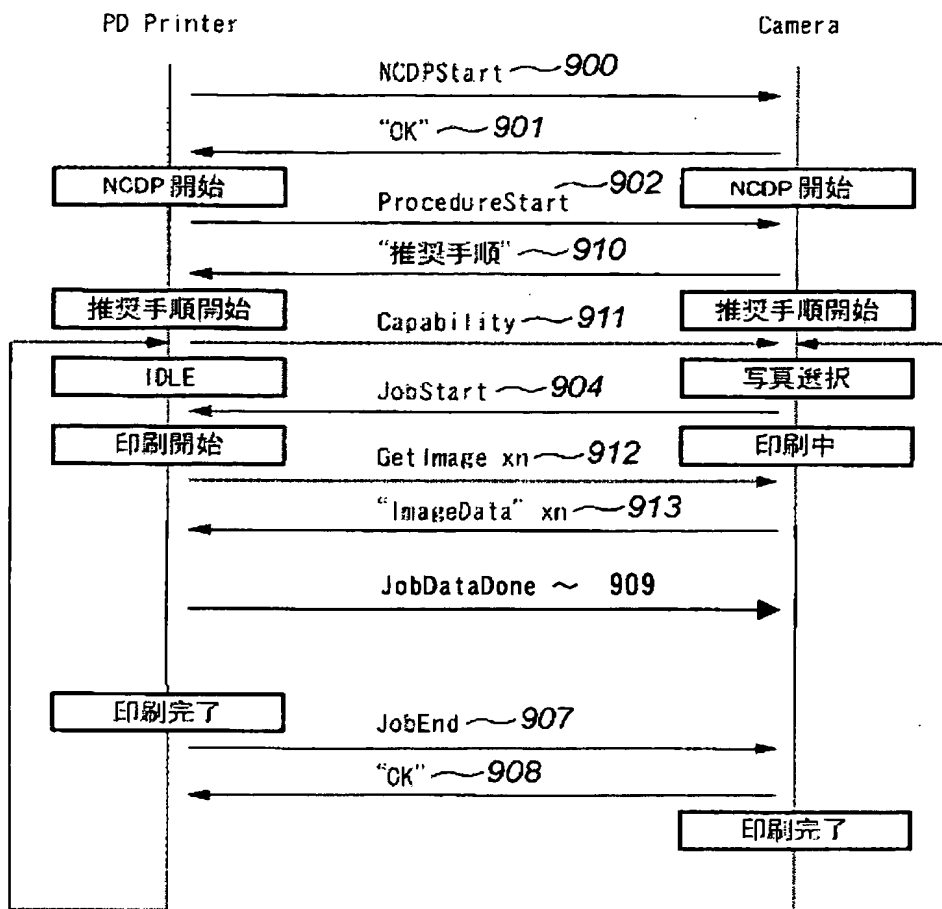 PD Printer
Camera
NCDPStart 900
"OK" 901
NCDP 開始
NCDP 開始
ProcedureStart 902
"推奨手順" 910
推奨手順開始
推奨手順開始
Capability 911
IDLE
写真選択
JobStart 904
印刷開始
印刷中
GetImage xn 912
"ImageData" xn 913
JobDataDone ~ 909
印刷完了
JobEnd 907
"OK" 908
印刷完了